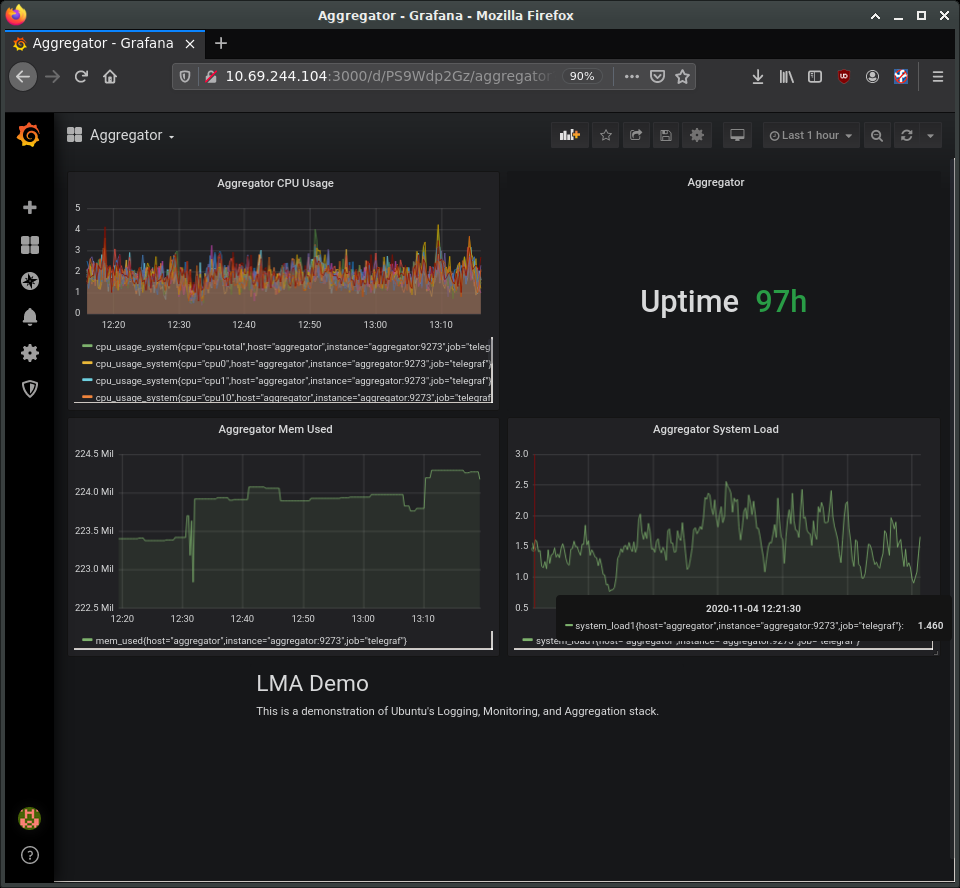 Aggregator - Grafana - Mozilla Firefox
Aggregator - Grafana
10.69.244.104:3000/d/PS9Wdp2Gz/aggregator
90%
Aggregator
Last 1 hour
Aggregator CPU Usage
5
4
3
2
1
0
12:20 12:30 12:40 12:50 13:00 13:10
cpu_usage_system{cpu="cpu-total",host="aggregator",instance="aggregator:9273",job="teleg
cpu_usage_system{cpu="cpu0",host="aggregator",instance="aggregator:9273",job="telegraf"}
cpu_usage_system{cpu="cpu1",host="aggregator",instance="aggregator:9273",job="telegraf"}
cpu_usage_system{cpu="cpu10",host="aggregator",instance="aggregator:9273",job="telegraf
Aggregator
Uptime 97h
Aggregator Mem Used
224.5 Mil
224.0 Mil
223.5 Mil
223.0 Mil
222.5 Mil
12:20 12:30 12:40 12:50 13:00 13:10
mem_used{host="aggregator",instance="aggregator:9273",job="telegraf"}
Aggregator System Load
3.0
2.5
2.0
1.5
1.0
0.5
2020-11-04 12:21:30
system_load1{host="aggregator",instance="aggregator:9273",job="telegraf"}: 1.460
system_load1{host="aggregator",instance="aggregator:9273",job="telegraf"}
LMA Demo
This is a demonstration of Ubuntu's Logging, Monitoring, and Aggregation stack.